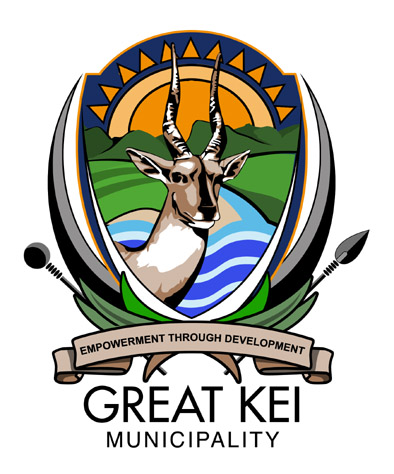 EMPOWERMENT THROUGH DEVELOPMENT
GREAT KEI
MUNICIPALITY